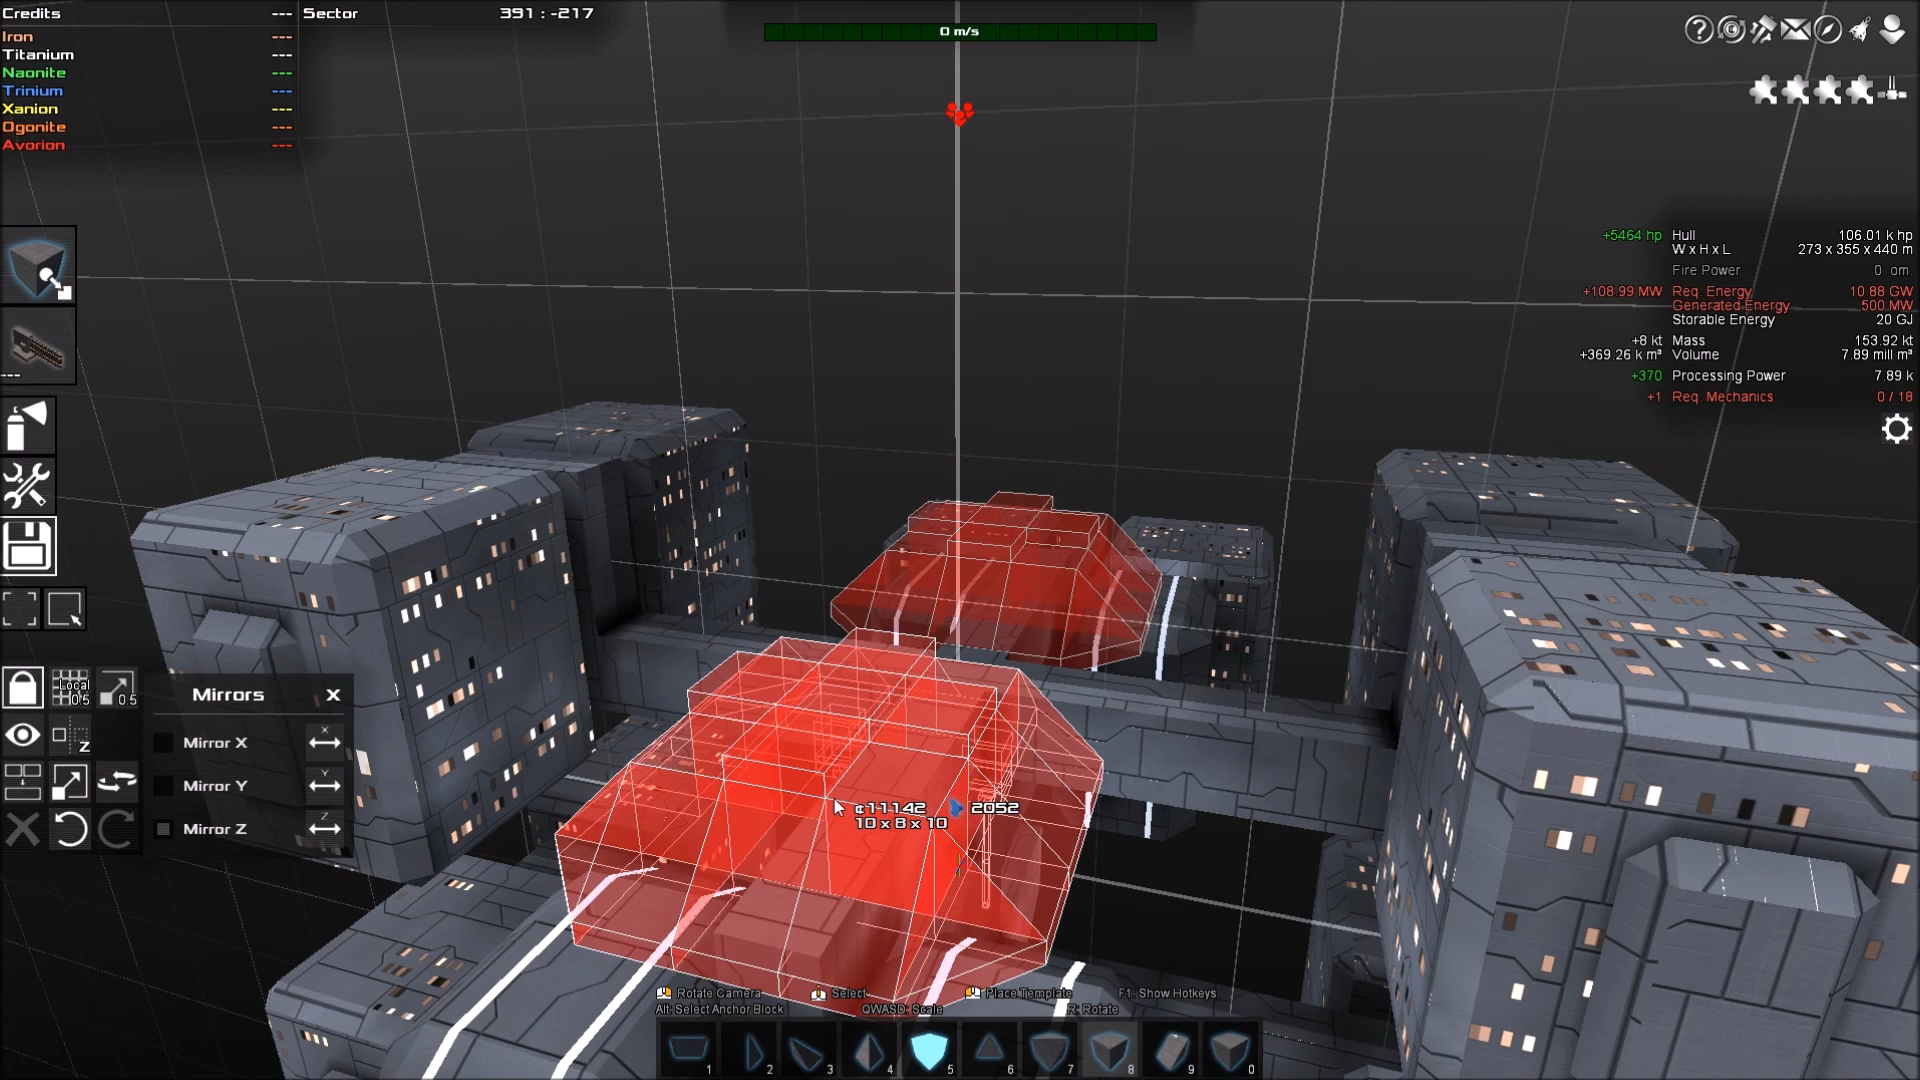 Credits --- Sector 391 : -217
Iron ---
Titanium ---
Naonite ---
Trinium ---
Xanion ---
Ogonite ---
Avorion ---
0 m/s
+5464 hp Hull 106.01 k hp
W x H x L 273 x 355 x 440 m
Fire Power 0 om.
+108.99 MW Req. Energy 10.88 GW
Generated Energy 500 MW
Storable Energy 20 GJ
+8 kt Mass 153.92 kt
+369.26 k m³ Volume 7.89 mill m³
+370 Processing Power 7.89 k
+1 Req. Mechanics 0 / 18
---
Local
0.5
0.5
Z
Mirrors X
Mirror X X
Mirror Y Y
Mirror Z Z
¢11142 2052
10 x 8 x 10
Rotate Camera Select Place Template F1: Show Hotkeys
Alt: Select Anchor Block QWASD: Scale R: Rotate
1 2 3 4 5 6 7 8 9 0